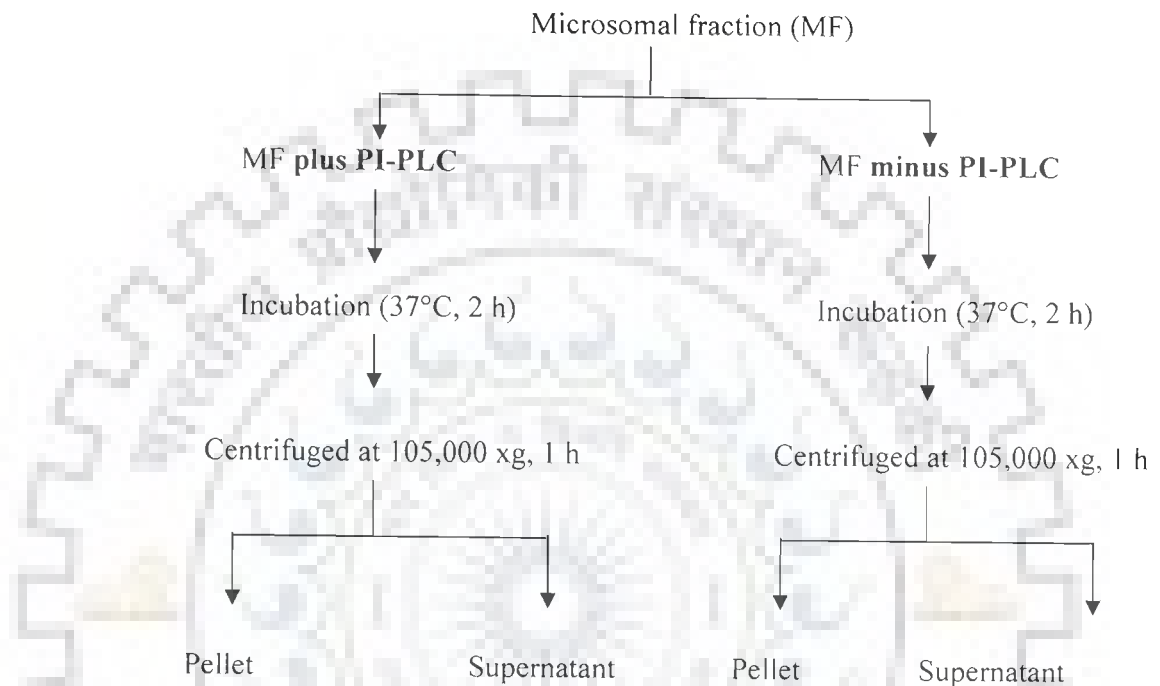 Microsomal fraction (MF)
MF plus PI-PLC
MF minus PI-PLC
Incubation (37°C, 2 h)
Incubation (37°C, 2 h)
Centrifuged at 105,000 xg, 1 h
Centrifuged at 105,000 xg, 1 h
Pellet
Supernatant
Pellet
Supernatant